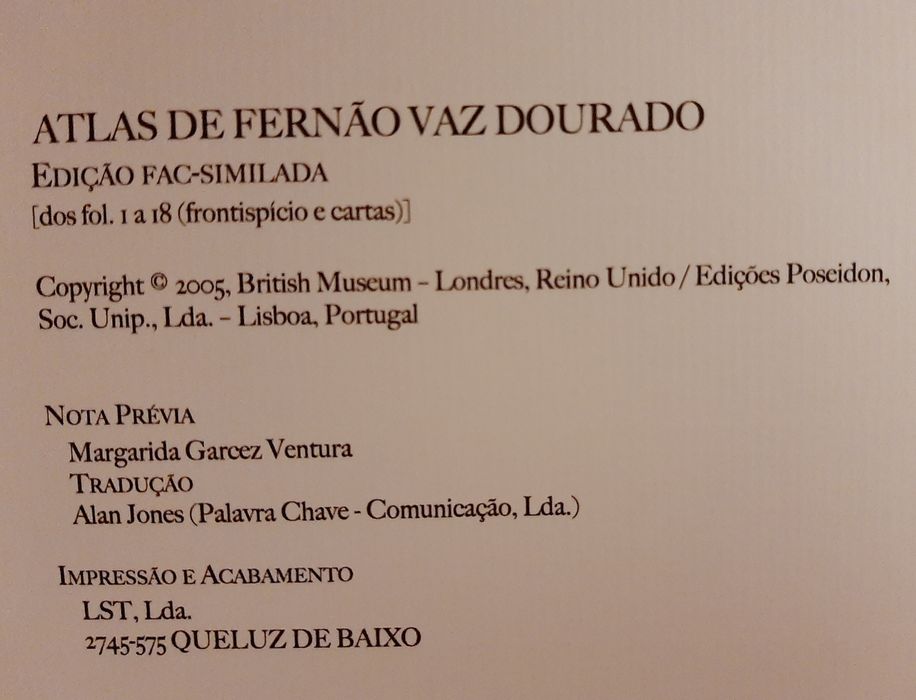 ATLAS DE FERNÃO VAZ DOURADO
EDIÇÃO FAC-SIMILADA
[dos fol. 1 a 18 (frontispício e cartas)]
Copyright © 2005, British Museum – Londres, Reino Unido / Edições Poseidon,
Soc. Unip., Lda. – Lisboa, Portugal
NOTA PRÉVIA
Margarida Garcez Ventura
TRADUÇÃO
Alan Jones (Palavra Chave - Comunicação, Lda.)
IMPRESSÃO E ACABAMENTO
LST, Lda.
2745-575 QUELUZ DE BAIXO